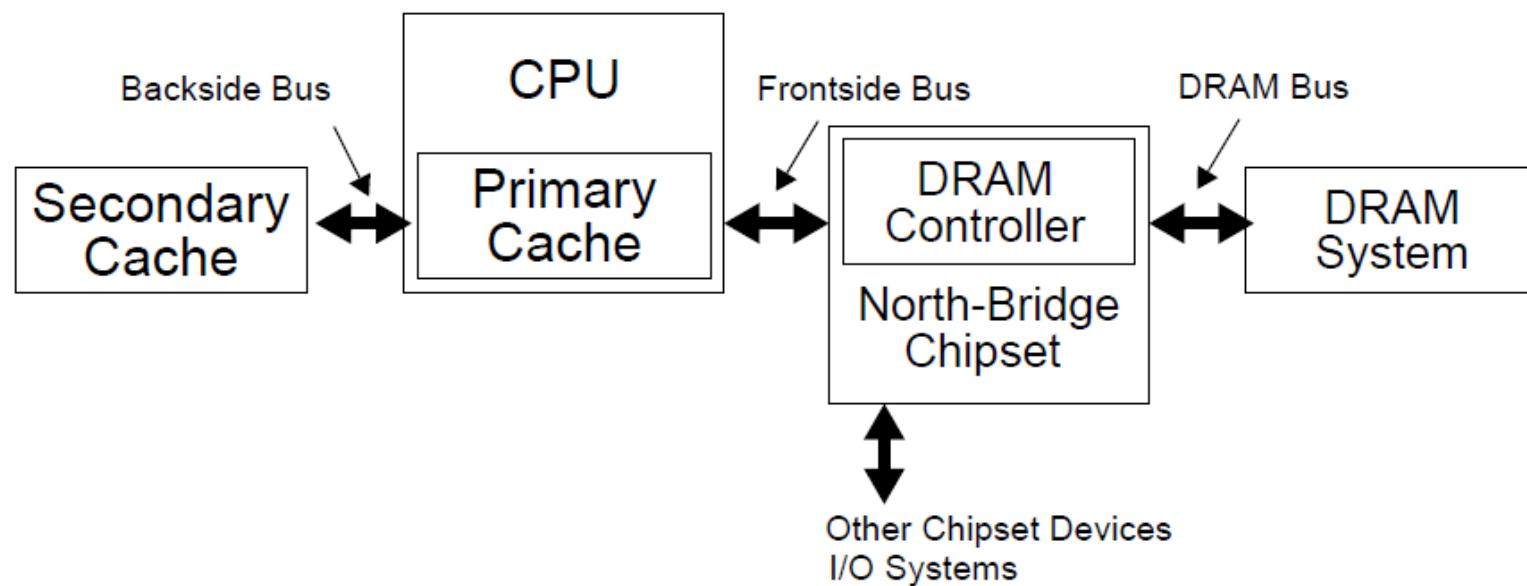 Backside Bus
CPU
Frontside Bus
DRAM Bus
Secondary
Cache
Primary
Cache
DRAM
Controller
North-Bridge
Chipset
DRAM
System
Other Chipset Devices
I/O Systems